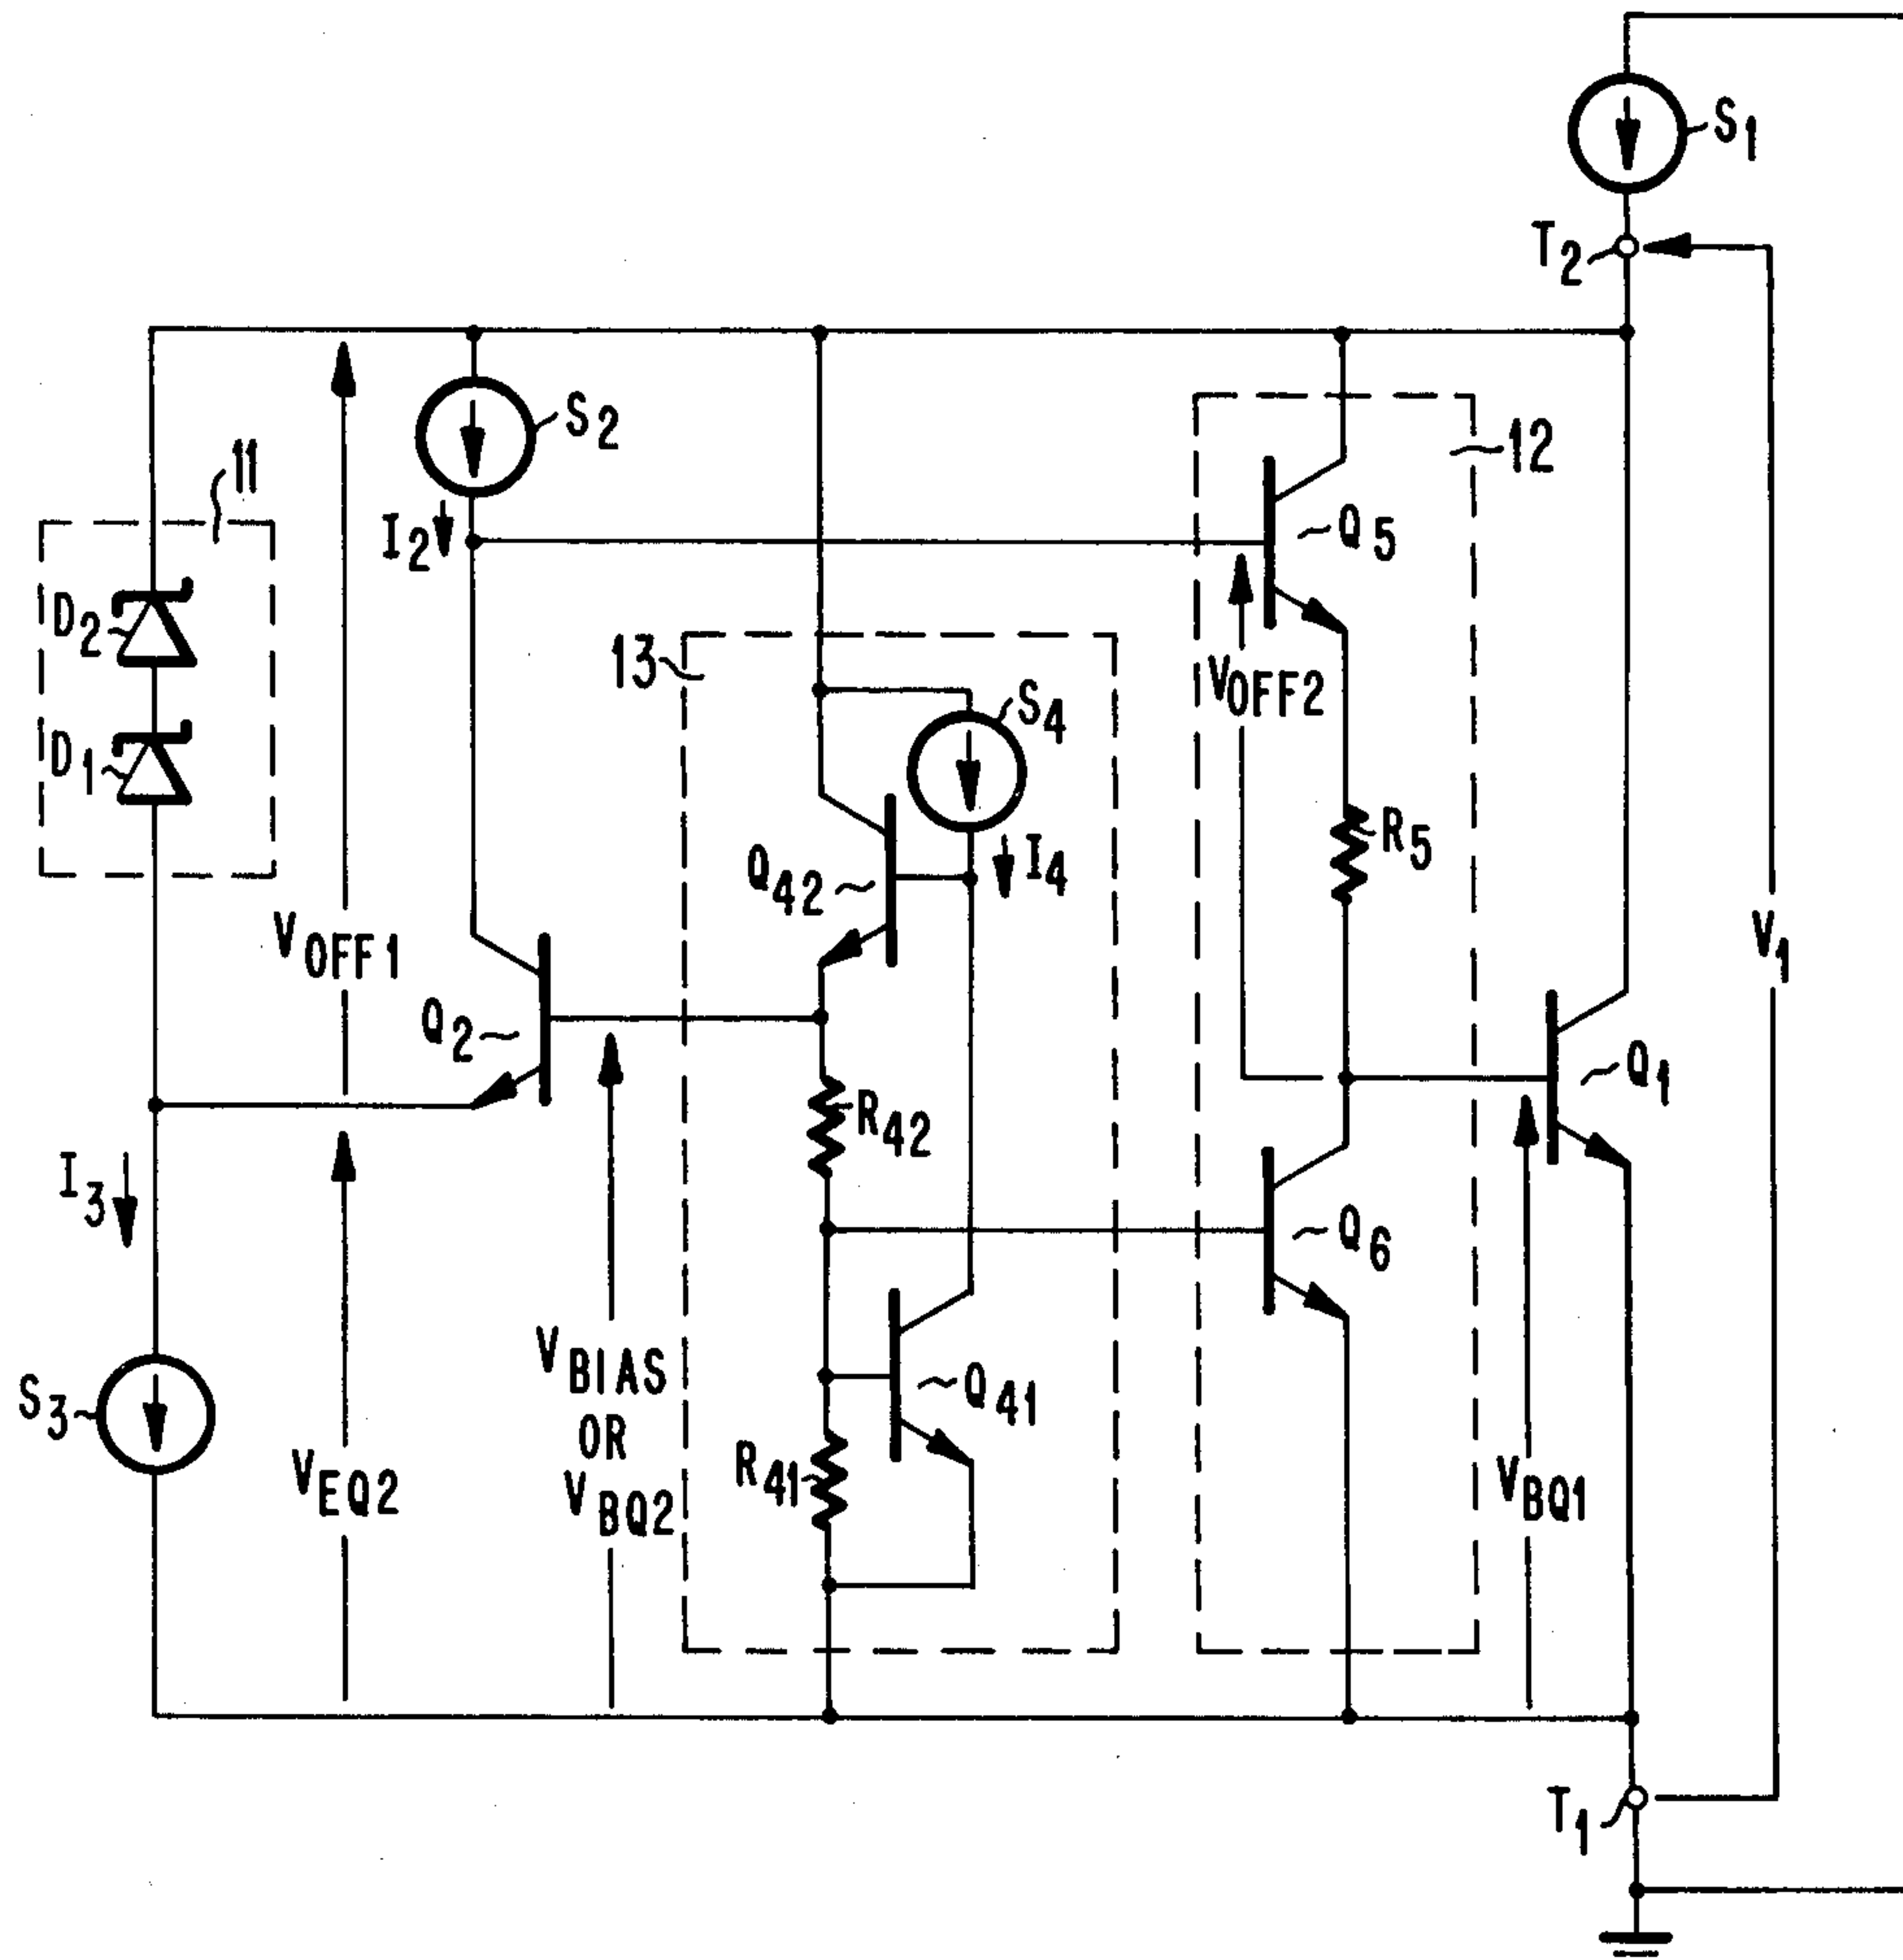 S1
T2
S2
11
12
I2
Q5
D2
13
VOFF2
S4
D1
R5
Q42
I4
VOFF1
V1
Q2
Q1
R42
I3
Q6
VBIAS
OR
VBQ2
Q41
S3
R41
VEQ2
VBQ1
T1